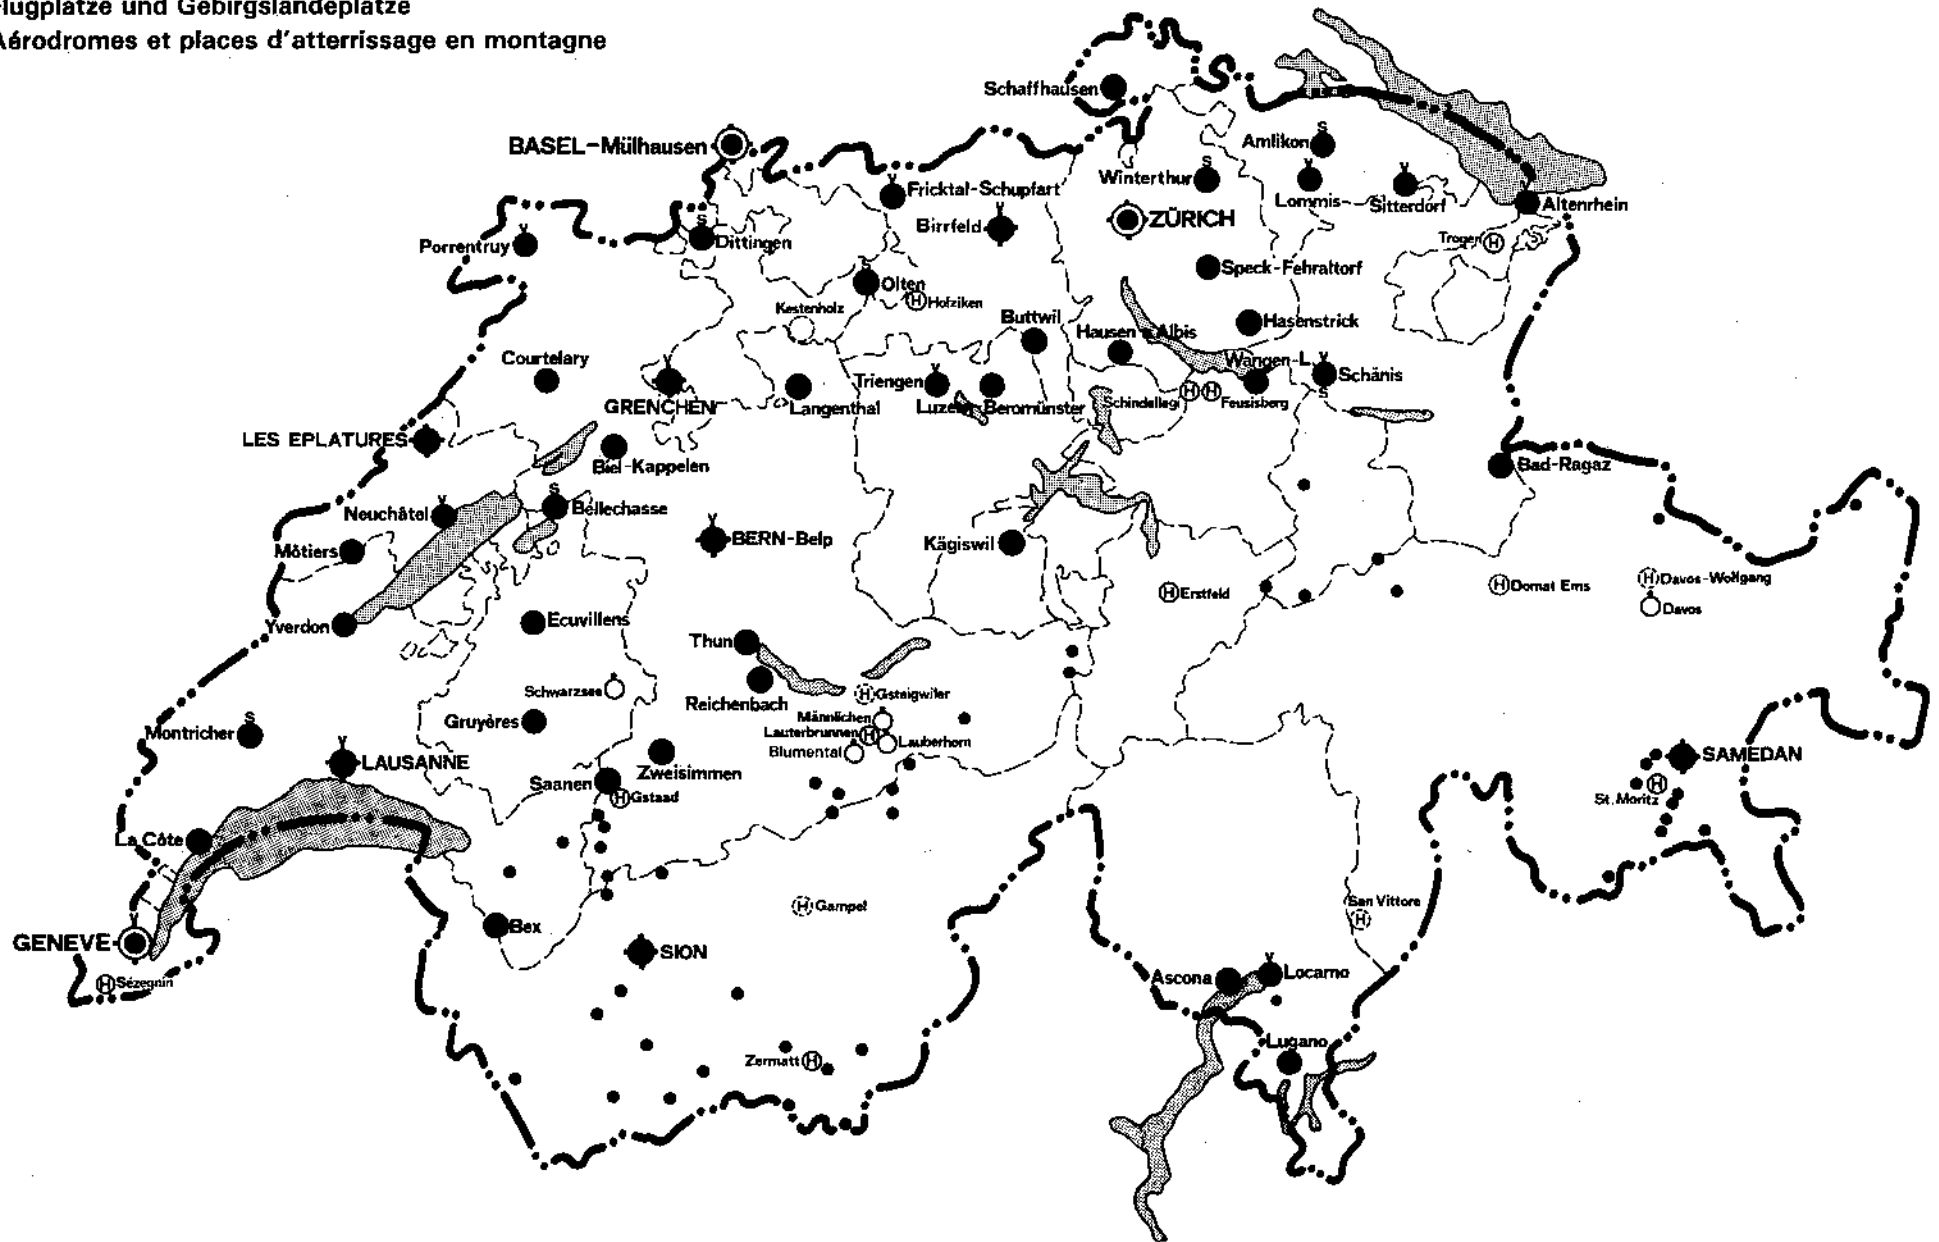 Flugplätze und Gebirgslandeplätze
Aérodromes et places d'atterrissage en montagne
Schaffhausen
BASEL-Mülhausen
S
Amlikon
S
Winterthur
V
Lommis
V
Sitterdorf
V
Altenrhein
V
Fricktal-Schupfart
V
Birrfeld
ZÜRICH
V
Porrentruy
S
Dittingen
H
Trogen
Speck-Fehraltorf
S
Olten
H
Holziken
Kestenholz
Buttwil
Hausen a. Albis
Hasenstrick
Courtelary
V
GRENCHEN
Langenthal
V
Triengen
Luzern-Beromünster
Wangen-L.
V
Schänis
S
Schindellegi
H
H
Feusisberg
LES EPLATURES
Biel-Kappelen
Bad-Ragaz
V
Neuchâtel
S
Bellechasse
V
BERN-Belp
Kägiswil
Môtiers
H
Erstfeld
H
Domat Ems
H
Davos-Wolfgang
Davos
Yverdon
Ecuvillens
Thun
Reichenbach
Schwarzsee
H
Gsteigwiler
Männlichen
Lauterbrunnen
H
Lauberhorn
Blumental
Gruyères
S
Montricher
V
LAUSANNE
Zweisimmen
Saanen
H
Gstaad
SAMEDAN
St. Moritz
H
La Côte
Bex
H
Gampel
San Vittore
H
V
GENEVE
H
Sézegnin
SION
Ascona
V
Locarno
Lugano
Zermatt
H